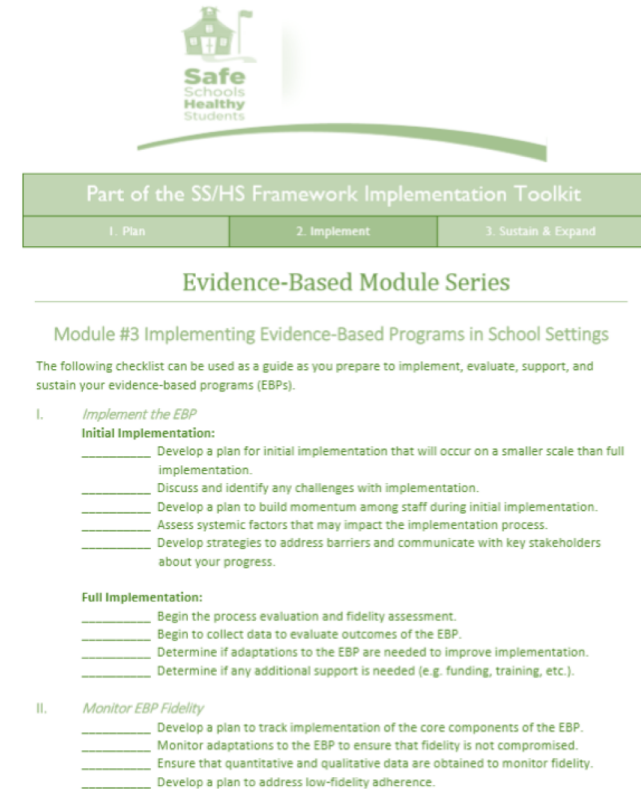 Safe
Schools
Healthy
Students
Part of the SS/HS Framework Implementation Toolkit
1. Plan
2. Implement
3. Sustain & Expand
Evidence-Based Module Series
Module #3 Implementing Evidence-Based Programs in School Settings
The following checklist can be used as a guide as you prepare to implement, evaluate, support, and
sustain your evidence-based programs (EBPs).
I. Implement the EBP
Initial Implementation:
__________ Develop a plan for initial implementation that will occur on a smaller scale than full
implementation.
__________ Discuss and identify any challenges with implementation.
__________ Develop a plan to build momentum among staff during initial implementation.
__________ Assess systemic factors that may impact the implementation process.
__________ Develop strategies to address barriers and communicate with key stakeholders
about your progress.
Full Implementation:
__________ Begin the process evaluation and fidelity assessment.
__________ Begin to collect data to evaluate outcomes of the EBP.
__________ Determine if adaptations to the EBP are needed to improve implementation.
__________ Determine if any additional support is needed (e.g. funding, training, etc.).
II. Monitor EBP Fidelity
__________ Develop a plan to track implementation of the core components of the EBP.
__________ Monitor adaptations to the EBP to ensure that fidelity is not compromised.
__________ Ensure that quantitative and qualitative data are obtained to monitor fidelity.
__________ Develop a plan to address low-fidelity adherence.